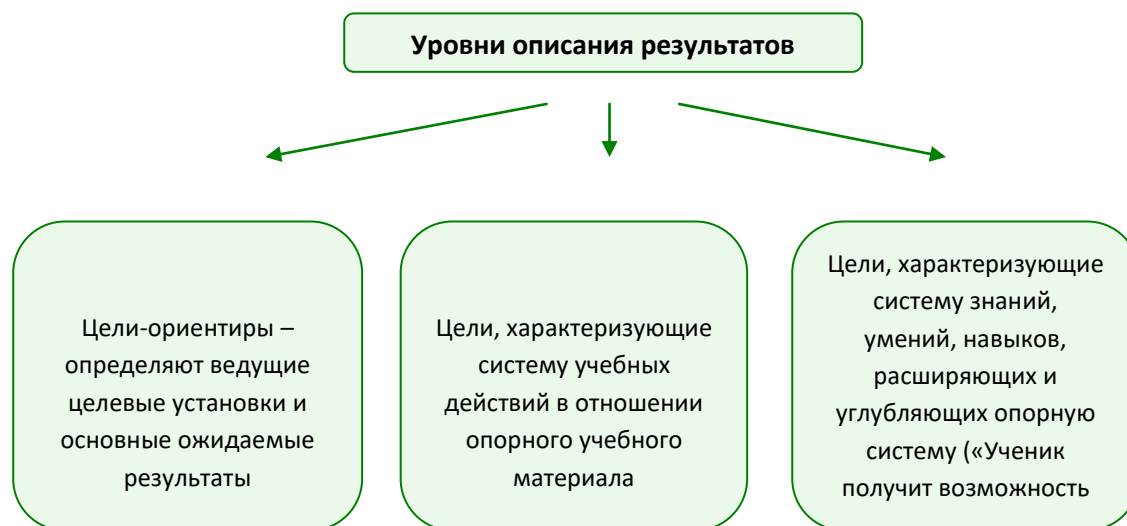 Уровни описания результатов
Цели-ориентиры –
определяют ведущие
целевые установки и
основные ожидаемые
результаты
Цели, характеризующие
систему учебных
действий в отношении
опорного учебного
материала
Цели, характеризующие
систему знаний,
умений, навыков,
расширяющих и
углубляющих опорную
систему («Ученик
получит возможность